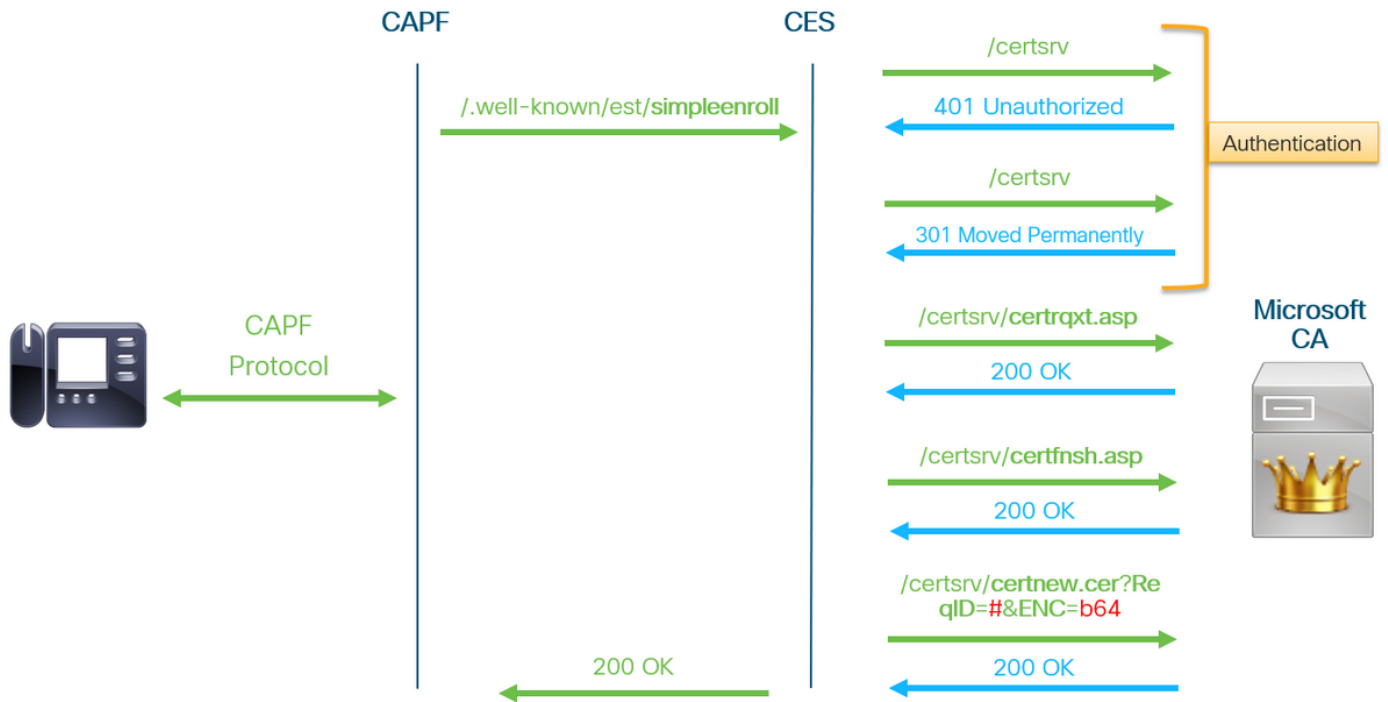 CAPF
CES
/certsrv
/.well-known/est/simpleenroll
401 Unauthorized
Authentication
/certsrv
301 Moved Permanently
CAPF
Protocol
/certsrv/certrqxt.asp
Microsoft
CA
200 OK
/certsrv/certfnsh.asp
200 OK
/certsrv/certnew.cer?Re
qID=#&ENC=b64
200 OK
200 OK